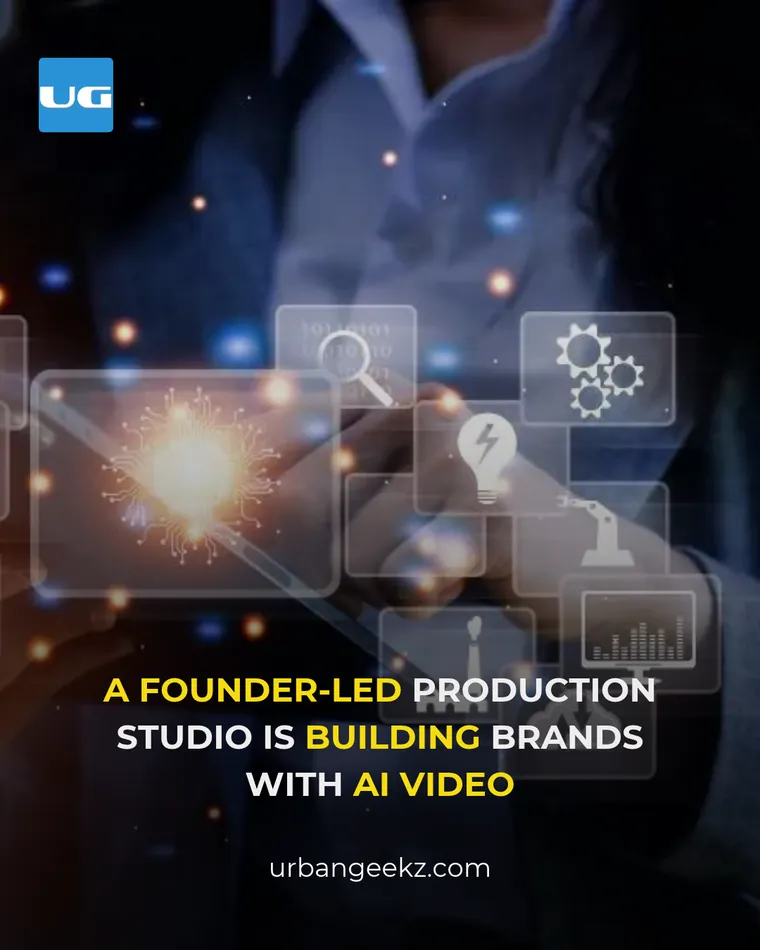 UG
A FOUNDER-LED PRODUCTION
STUDIO IS BUILDING BRANDS
WITH AI VIDEO
urbangeekz.com